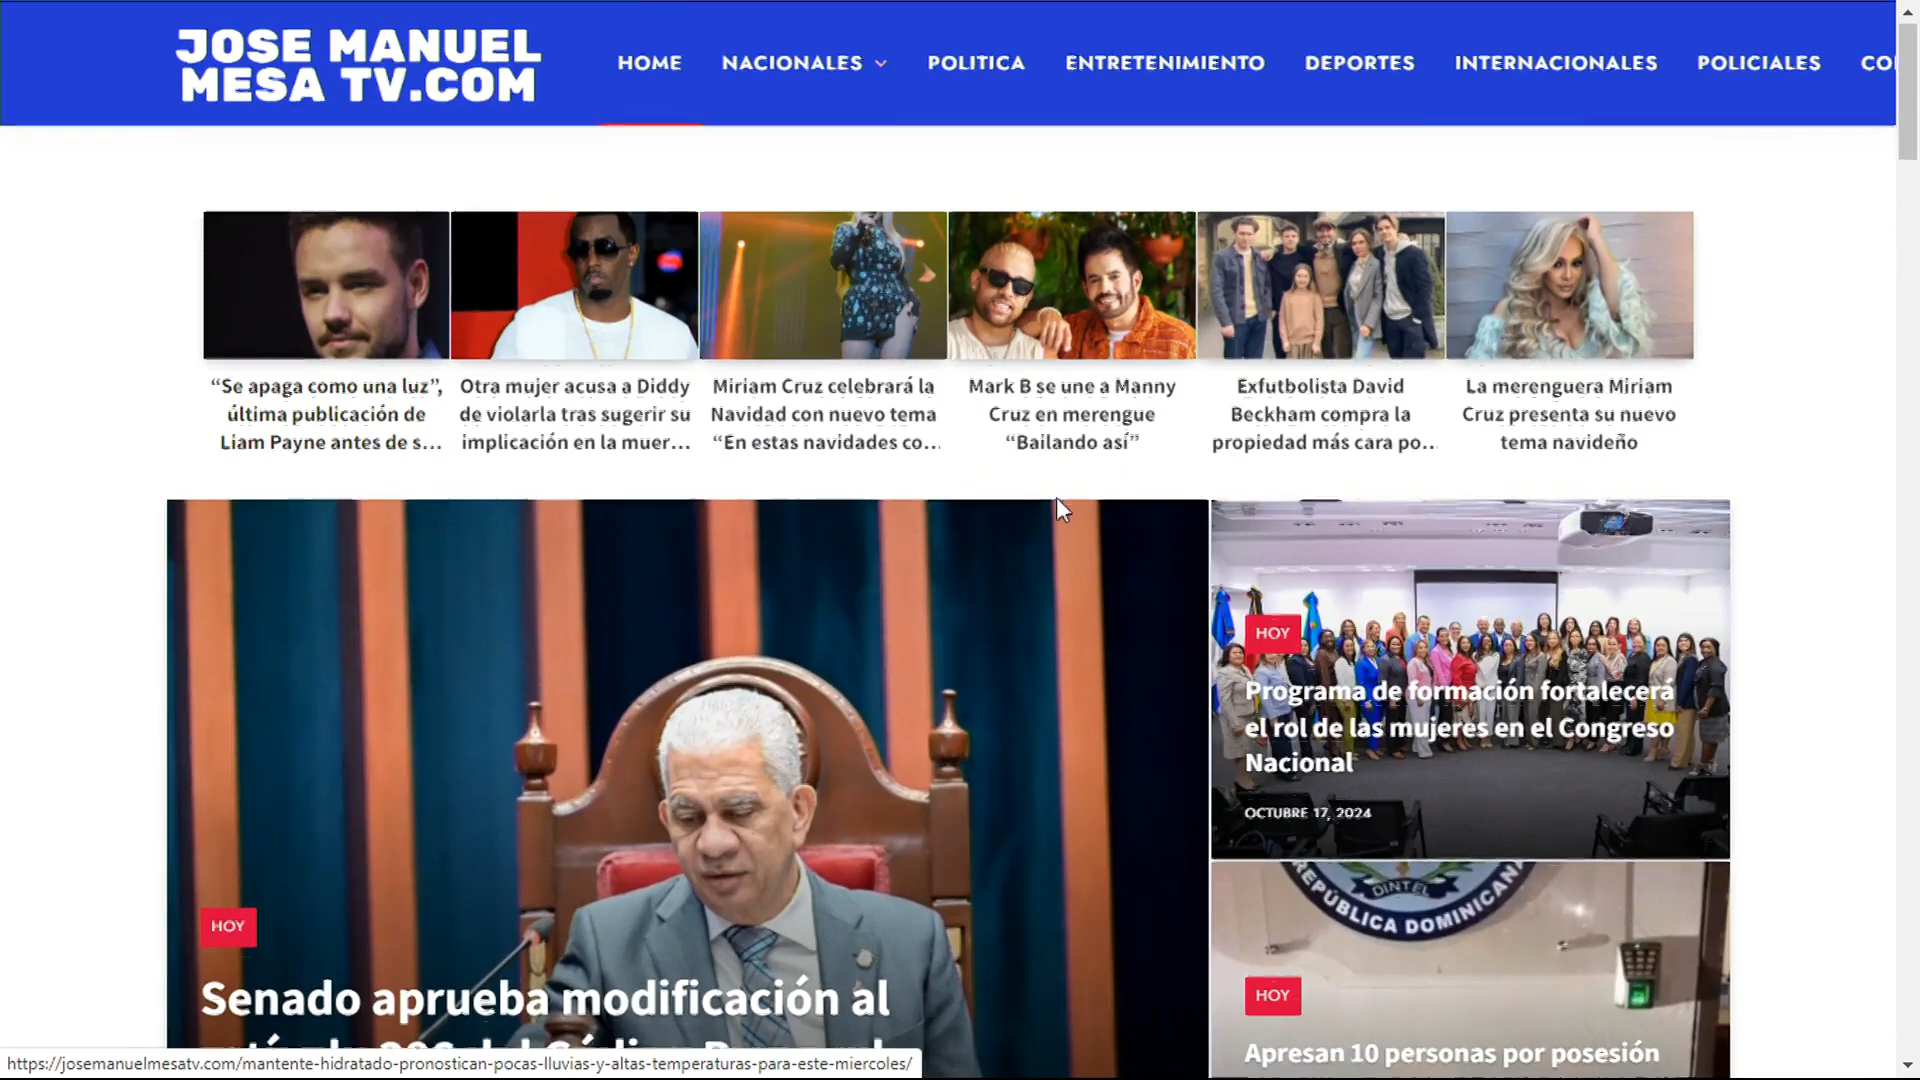 JOSE MANUEL
MESA TV.COM
HOME
NACIONALES
POLITICA
ENTRETENIMIENTO
DEPORTES
INTERNACIONALES
POLICIALES
“Se apaga como una luz”,
última publicación de
Liam Payne antes de s...
Otra mujer acusa a Diddy
de violarla tras sugerir su
implicación en la muer...
Miriam Cruz celebrará la
Navidad con nuevo tema
“En estas navidades co...
Mark B se une a Manny
Cruz en merengue
“Bailando así”
Exfutbolista David
Beckham compra la
propiedad más cara po...
La merenguera Miriam
Cruz presenta su nuevo
tema navideño
HOY
Programa de formación fortalecerá
el rol de las mujeres en el Congreso
Nacional
OCTUBRE 17, 2024
DINTEL
REPÚBLICA DOMINICANA
HOY
Senado aprueba modificación al
HOY
Apresan 10 personas por posesión
https://josemanuelmesatv.com/mantente-hidratado-pronostican-pocas-lluvias-y-altas-temperaturas-para-este-miercoles/